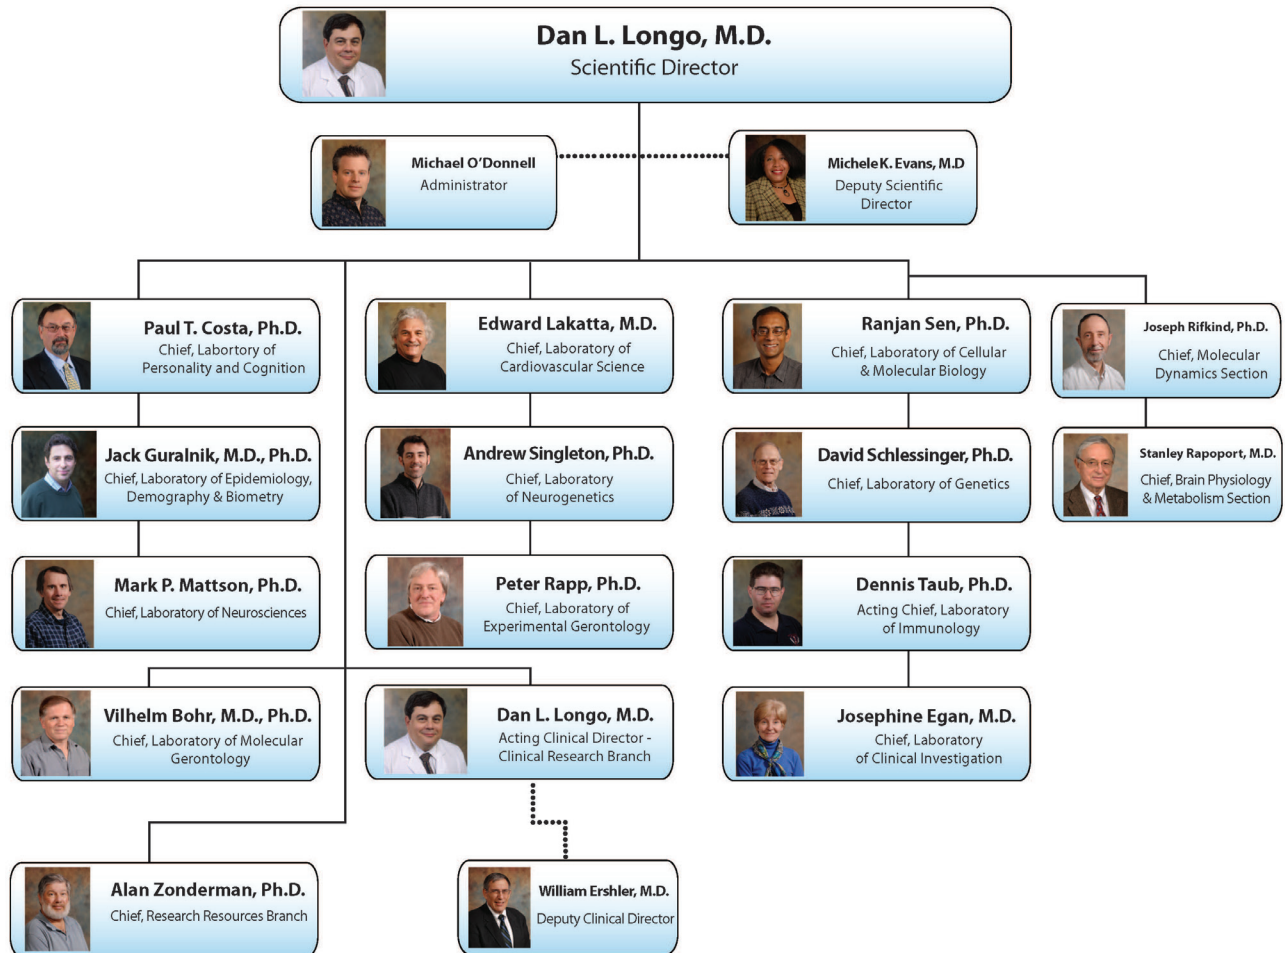 Dan L. Longo, M.D.
Scientific Director
Michael O'Donnell
Administrator
Michele K. Evans, M.D
Deputy Scientific
Director
Paul T. Costa, Ph.D.
Chief, Labortory of
Personality and Cognition
Edward Lakatta, M.D.
Chief, Laboratory of
Cardiovascular Science
Ranjan Sen, Ph.D.
Chief, Laboratory of Cellular
& Molecular Biology
Joseph Rifkind, Ph.D.
Chief, Molecular
Dynamics Section
Jack Guralnik, M.D., Ph.D.
Chief, Laboratory of Epidemiology,
Demography & Biometry
Andrew Singleton, Ph.D.
Chief, Laboratory
of Neurogenetics
David Schlessinger, Ph.D.
Chief, Laboratory of Genetics
Stanley Rapoport, M.D.
Chief, Brain Physiology
& Metabolism Section
Mark P. Mattson, Ph.D.
Chief, Laboratory of Neurosciences
Peter Rapp, Ph.D.
Chief, Laboratory of
Experimental Gerontology
Dennis Taub, Ph.D.
Acting Chief, Laboratory
of Immunology
Vilhelm Bohr, M.D., Ph.D.
Chief, Laboratory of Molecular
Gerontology
Dan L. Longo, M.D.
Acting Clinical Director -
Clinical Research Branch
Josephine Egan, M.D.
Chief, Laboratory
of Clinical Investigation
Alan Zonderman, Ph.D.
Chief, Research Resources Branch
William Ershler, M.D.
Deputy Clinical Director